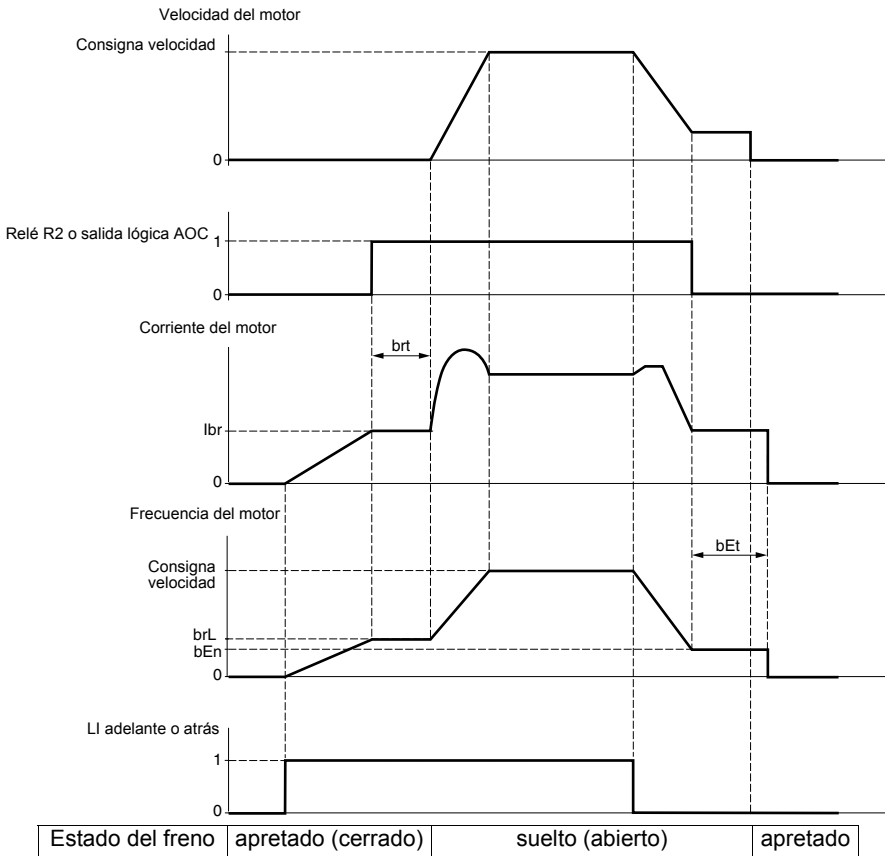 Velocidad del motor
Consigna velocidad
0
Relé R2 o salida lógica AOC
1
0
Corriente del motor
brt
Ibr
0
Frecuencia del motor
bEt
Consigna
velocidad
brL
bEn
0
LI adelante o atrás
1
0
Estado del freno apretado (cerrado) suelto (abierto) apretado